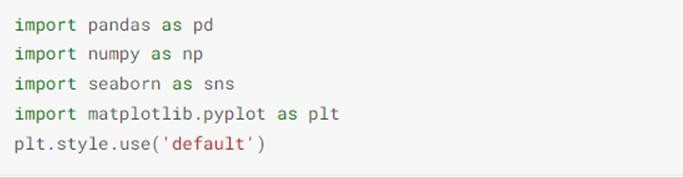 import pandas as pd
import numpy as np
import seaborn as sns
import matplotlib.pyplot as plt
plt.style.use('default')